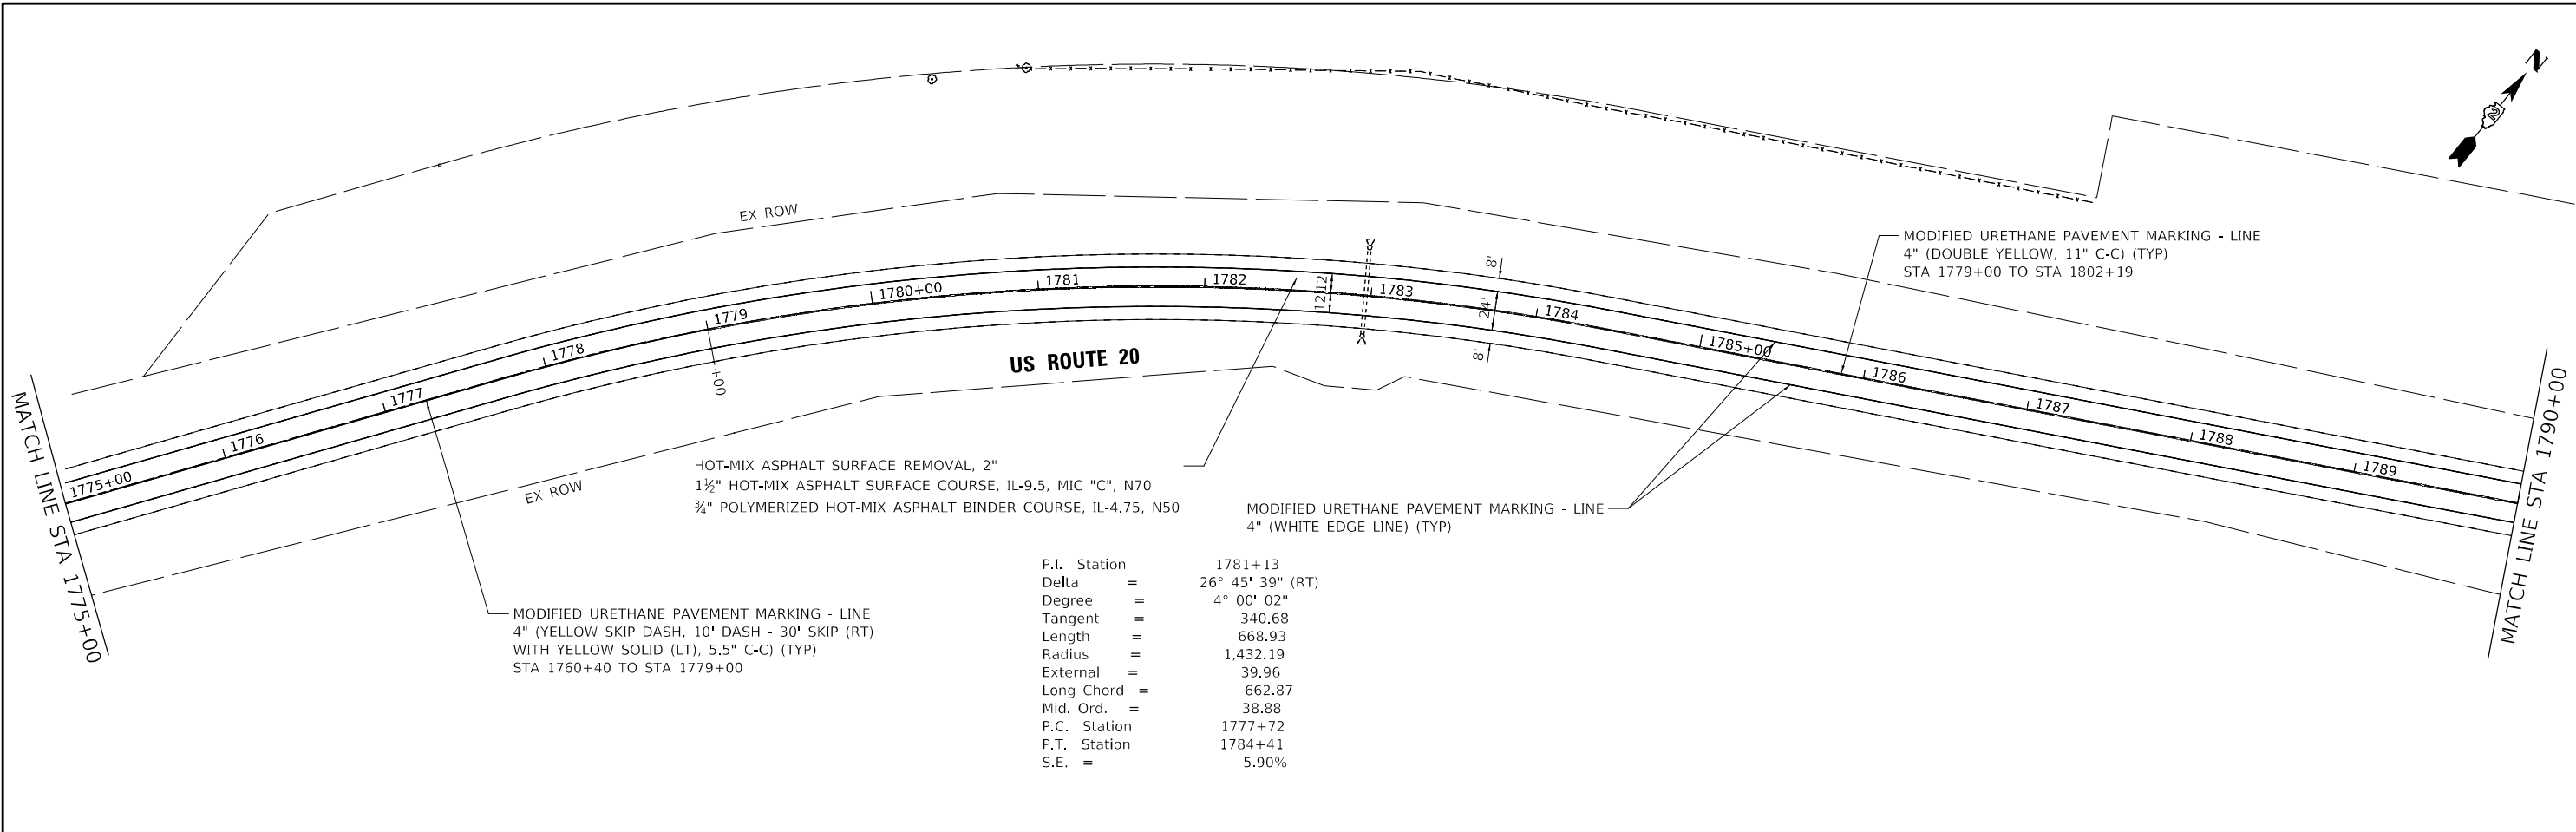 N
2
EX ROW
MODIFIED URETHANE PAVEMENT MARKING - LINE
4" (DOUBLE YELLOW, 11" C-C) (TYP)
STA 1779+00 TO STA 1802+19
8'
12
12
24'
8'
1775+00
1776
1777
1778
1779
+00
1780+00
1781
1782
1783
1784
1785+00
1786
1787
1788
1789
US ROUTE 20
MATCH LINE STA 1775+00
MATCH LINE STA 1790+00
EX ROW
HOT-MIX ASPHALT SURFACE REMOVAL, 2"
1½" HOT-MIX ASPHALT SURFACE COURSE, IL-9.5, MIC "C", N70
¾" POLYMERIZED HOT-MIX ASPHALT BINDER COURSE, IL-4.75, N50
MODIFIED URETHANE PAVEMENT MARKING - LINE
4" (WHITE EDGE LINE) (TYP)
MODIFIED URETHANE PAVEMENT MARKING - LINE
4" (YELLOW SKIP DASH, 10' DASH - 30' SKIP (RT)
WITH YELLOW SOLID (LT), 5.5" C-C) (TYP)
STA 1760+40 TO STA 1779+00
P.I. Station 1781+13
Delta = 26° 45' 39" (RT)
Degree = 4° 00' 02"
Tangent = 340.68
Length = 668.93
Radius = 1,432.19
External = 39.96
Long Chord = 662.87
Mid. Ord. = 38.88
P.C. Station 1777+72
P.T. Station 1784+41
S.E. = 5.90%